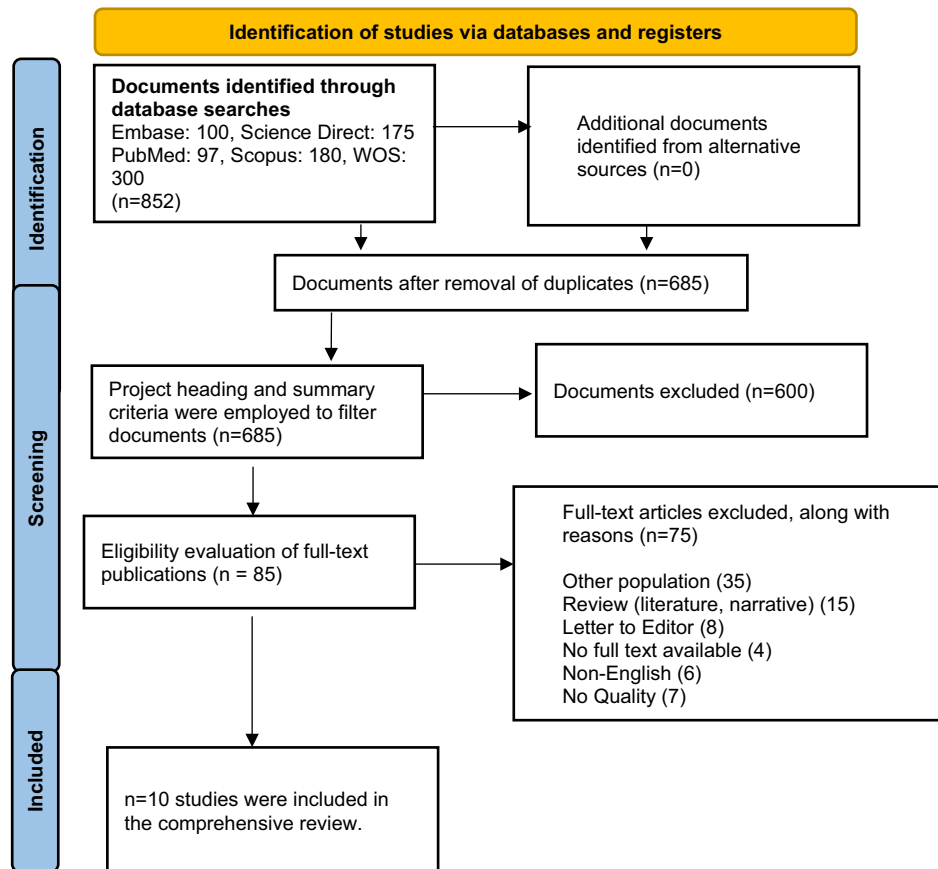 Identification of studies via databases and registers
Identification
Documents identified through
database searches
Embase: 100, Science Direct: 175
PubMed: 97, Scopus: 180, WOS:
300
(n=852)
Additional documents
identified from alternative
sources (n=0)
Documents after removal of duplicates (n=685)
Screening
Project heading and summary
criteria were employed to filter
documents (n=685)
Documents excluded (n=600)
Eligibility evaluation of full-text
publications (n = 85)
Full-text articles excluded, along with
reasons (n=75)
Other population (35)
Review (literature, narrative) (15)
Letter to Editor (8)
No full text available (4)
Non-English (6)
No Quality (7)
Included
n=10 studies were included in
the comprehensive review.